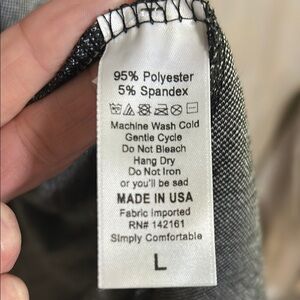 95% Polyester
5% Spandex
Machine Wash Cold
Gentle Cycle
Do Not Bleach
Hang Dry
Do Not Iron
or you'll be sad
MADE IN USA
Fabric Imported
RN# 142161
Simply Comfortable
L